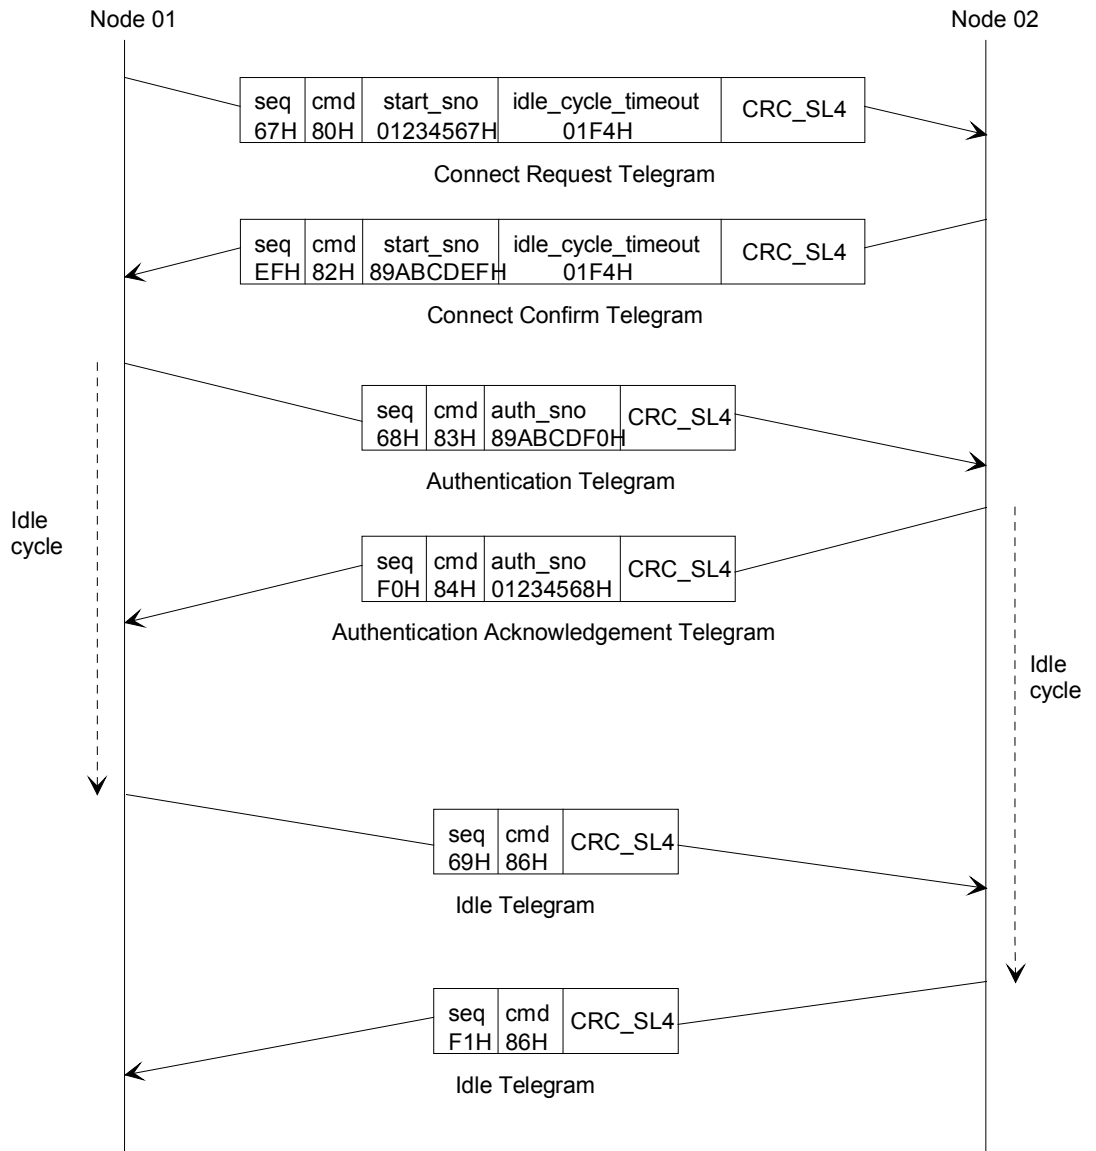 Node 01
Node 02
seq cmd start_sno idle_cycle_timeout CRC_SL4
67H 80H 01234567H 01F4H
Connect Request Telegram
seq cmd start_sno idle_cycle_timeout CRC_SL4
EFH 82H 89ABCDEFH 01F4H
Connect Confirm Telegram
seq cmd auth_sno CRC_SL4
68H 83H 89ABCDF0H
Authentication Telegram
Idle
cycle
seq cmd auth_sno CRC_SL4
F0H 84H 01234568H
Authentication Acknowledgement Telegram
Idle
cycle
seq cmd CRC_SL4
69H 86H
Idle Telegram
seq cmd CRC_SL4
F1H 86H
Idle Telegram